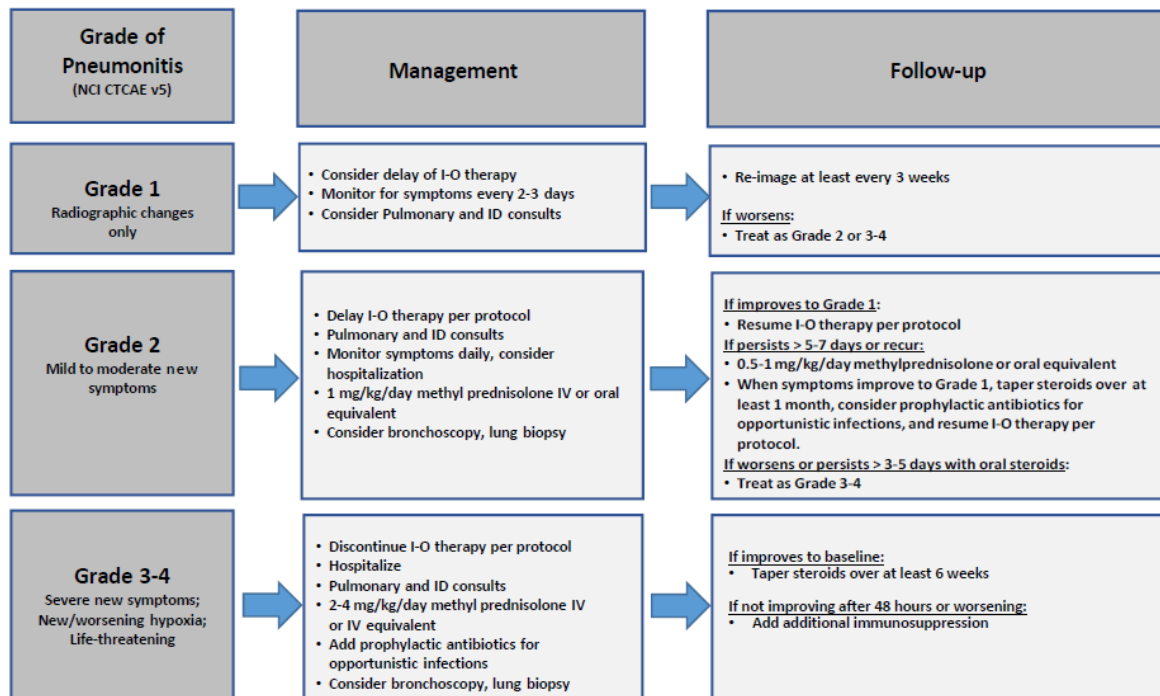 Grade of
Pneumonitis
(NCI CTCAE v5)
Management
Follow-up
Grade 1
Radiographic changes
only
• Consider delay of I-O therapy
• Monitor for symptoms every 2-3 days
• Consider Pulmonary and ID consults
• Re-image at least every 3 weeks
If worsens:
• Treat as Grade 2 or 3-4
Grade 2
Mild to moderate new
symptoms
• Delay I-O therapy per protocol
• Pulmonary and ID consults
• Monitor symptoms daily, consider
hospitalization
• 1 mg/kg/day methyl prednisolone IV or oral
equivalent
• Consider bronchoscopy, lung biopsy
If improves to Grade 1:
• Resume I-O therapy per protocol
If persists > 5-7 days or recur:
• 0.5-1 mg/kg/day methylprednisolone or oral equivalent
• When symptoms improve to Grade 1, taper steroids over at
least 1 month, consider prophylactic antibiotics for
opportunistic infections, and resume I-O therapy per
protocol.
If worsens or persists > 3-5 days with oral steroids:
• Treat as Grade 3-4
Grade 3-4
Severe new symptoms;
New/worsening hypoxia;
Life-threatening
• Discontinue I-O therapy per protocol
• Hospitalize
• Pulmonary and ID consults
• 2-4 mg/kg/day methyl prednisolone IV
or IV equivalent
• Add prophylactic antibiotics for
opportunistic infections
• Consider bronchoscopy, lung biopsy
If improves to baseline:
• Taper steroids over at least 6 weeks
If not improving after 48 hours or worsening:
• Add additional immunosuppression